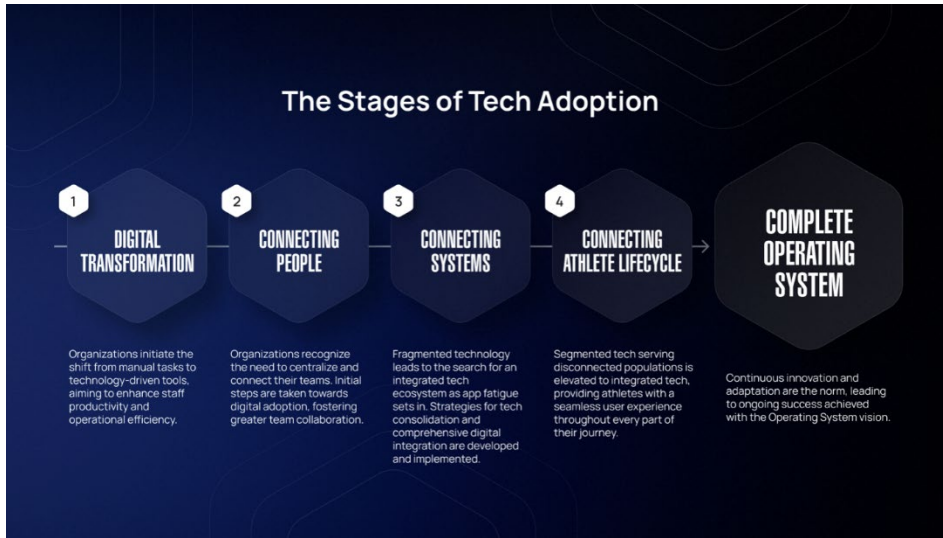 The Stages of Tech Adoption
1
DIGITAL
TRANSFORMATION
Organizations initiate the
shift from manual tasks to
technology-driven tools,
aiming to enhance staff
productivity and
operational efficiency.
2
CONNECTING
PEOPLE
Organizations recognize
the need to centralize and
connect their teams. Initial
steps are taken towards
digital adoption, fostering
greater team collaboration.
3
CONNECTING
SYSTEMS
Fragmented technology
leads to the search for an
integrated tech
ecosystem as app fatigue
sets in. Strategies for tech
consolidation and
comprehensive digital
integration are developed
and implemented.
4
CONNECTING
ATHLETE LIFECYCLE
Segmented tech serving
disconnected populations is
elevated to integrated tech,
providing athletes with a
seamless user experience
throughout every part of
their journey.
COMPLETE
OPERATING
SYSTEM
Continuous innovation and
adaptation are the norm, leading
to ongoing success achieved
with the Operating System vision.